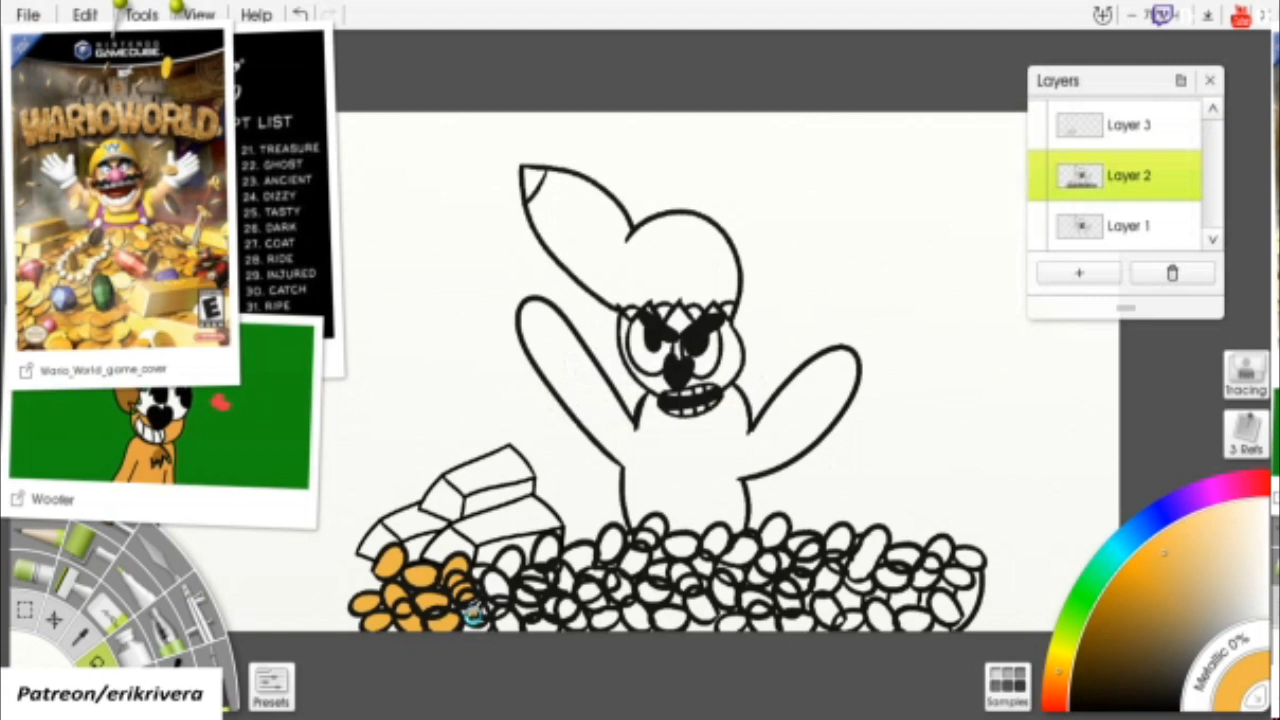 File Edit Tools View Help
NINTENDO
GAMECUBE
WARIOWORLD
PT LIST
21. TREASURE
22. GHOST
23. ANCIENT
24. DIZZY
25. TASTY
26. DARK
27. COAT
28. RIDE
29. INJURED
30. CATCH
31. RIPE
E
Wario_World_game_cover
W
Wooter
Layers
Layer 3
Layer 2
Layer 1
Tracing
3 Refs
Metallic 0%
Samples
Presets
Patreon/erikrivera